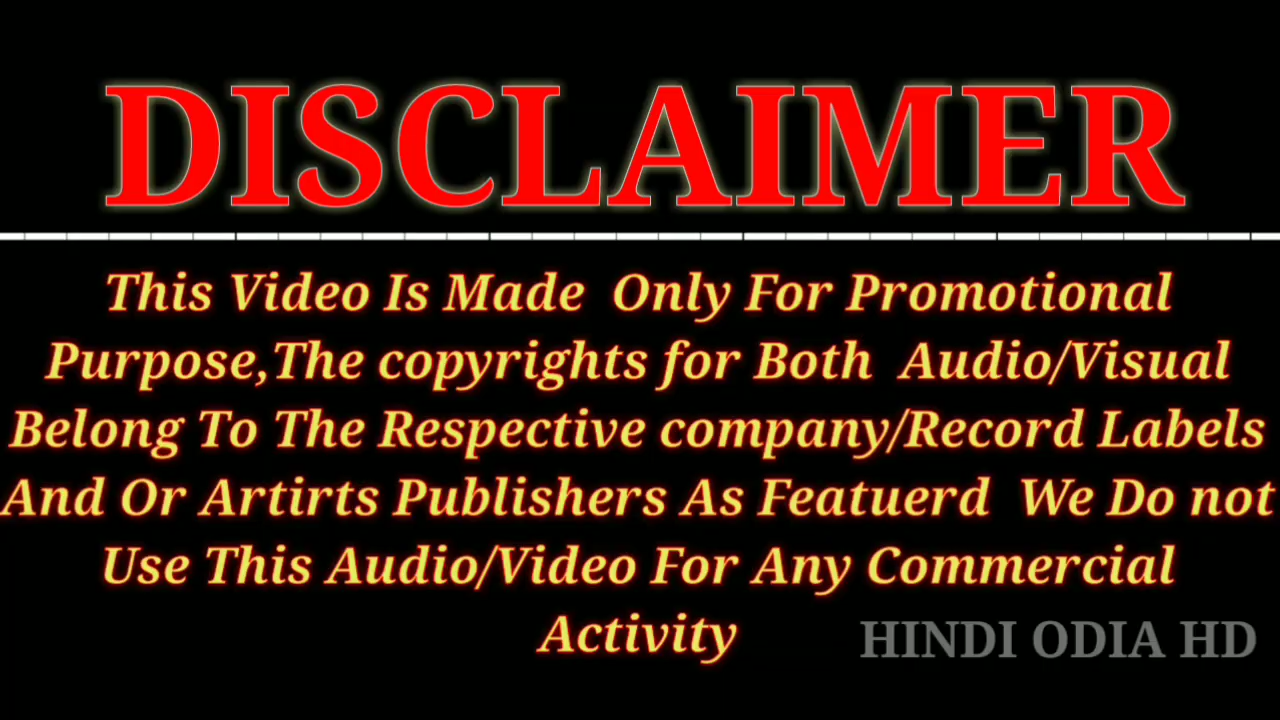 DISCLAIMER
This Video Is Made Only For Promotional
Purpose,The copyrights for Both Audio/Visual
Belong To The Respective company/Record Labels
And Or Artirts Publishers As Featuerd We Do not
Use This Audio/Video For Any Commercial
Activity
HINDI ODIA HD